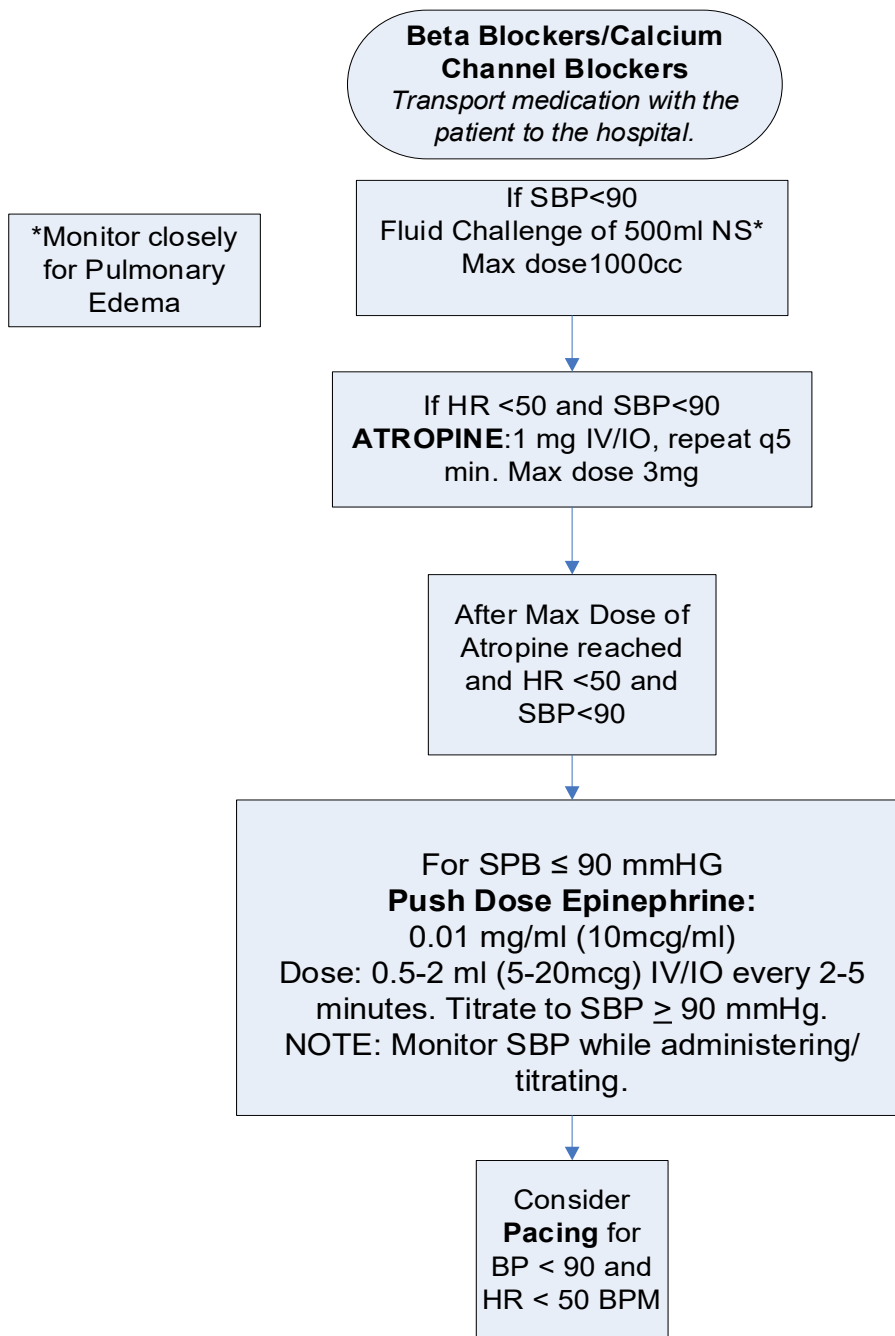 Beta Blockers/Calcium
Channel Blockers
Transport medication with the
patient to the hospital.
If SBP<90
Fluid Challenge of 500ml NS*
Max dose1000cc
*Monitor closely
for Pulmonary
Edema
If HR <50 and SBP<90
ATROPINE:1 mg IV/IO, repeat q5
min. Max dose 3mg
After Max Dose of
Atropine reached
and HR <50 and
SBP<90
For SPB ≤ 90 mmHG
Push Dose Epinephrine:
0.01 mg/ml (10mcg/ml)
Dose: 0.5-2 ml (5-20mcg) IV/IO every 2-5
minutes. Titrate to SBP ≥ 90 mmHg.
NOTE: Monitor SBP while administering/
titrating.
Consider
Pacing for
BP < 90 and
HR < 50 BPM